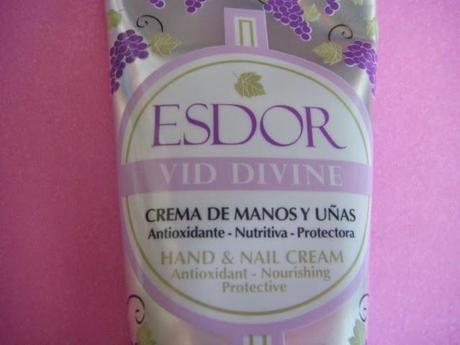 ESDOR
VID DIVINE
CREMA DE MANOS Y UÑAS
Antioxidante - Nutritiva - Protectora
HAND & NAIL CREAM
Antioxidant - Nourishing
Protective